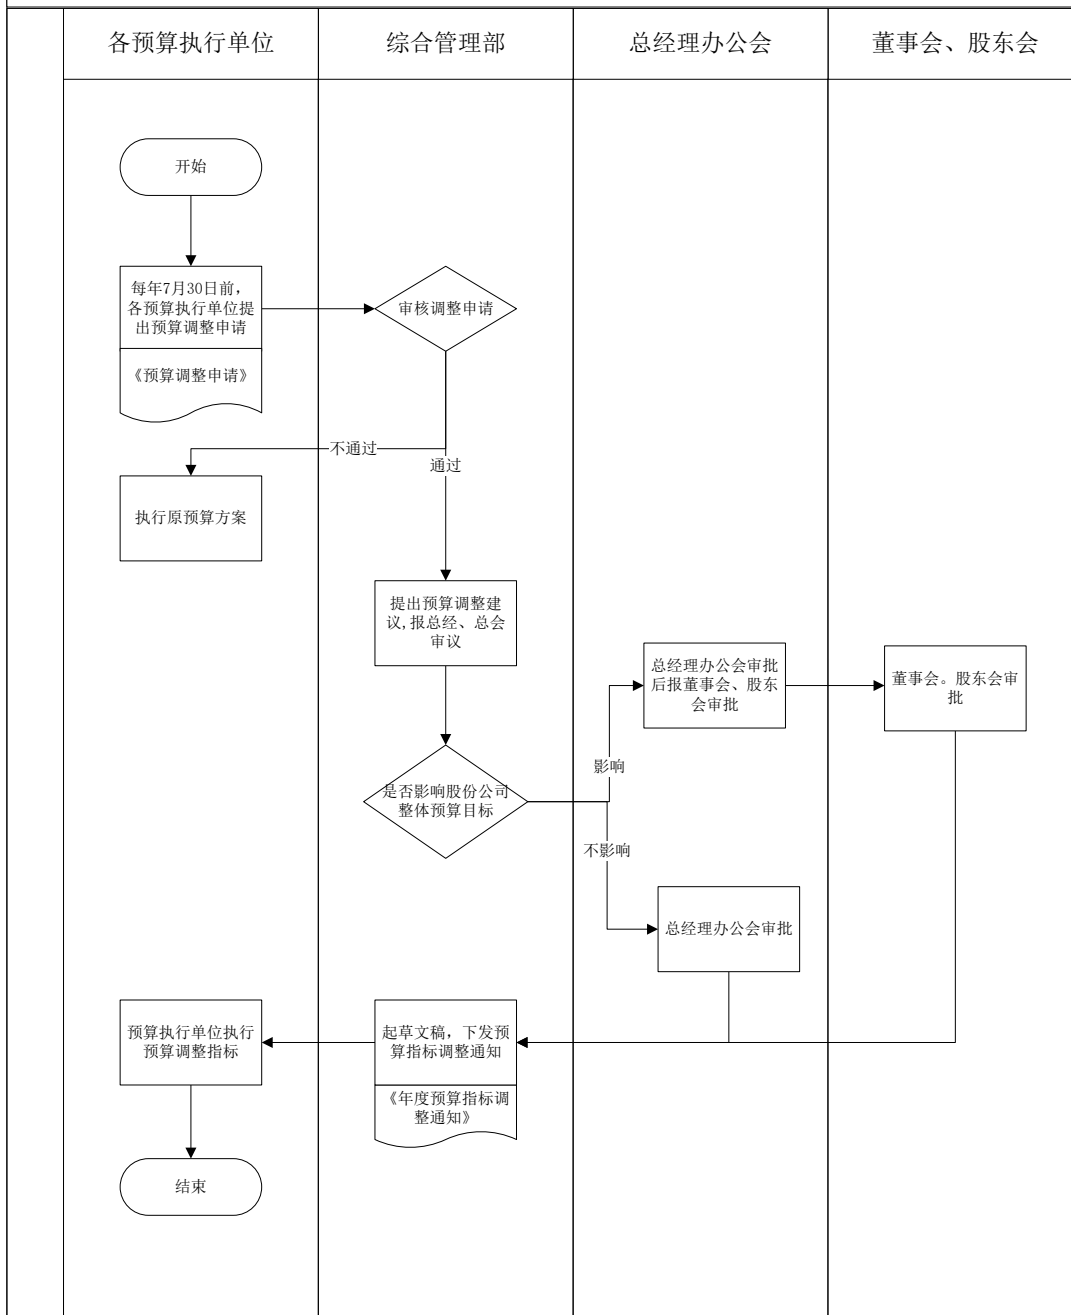 各预算执行单位
综合管理部
总经理办公会
董事会、股东会
开始
每年7月30日前，
各预算执行单位提
出预算调整申请
《预算调整申请》
审核调整申请
不通过
通过
执行原预算方案
提出预算调整建
议,报总经、总会
审议
总经理办公会审批
后报董事会、股东
会审批
董事会。股东会审
批
影响
是否影响股份公司
整体预算目标
不影响
总经理办公会审批
预算执行单位执行
预算调整指标
起草文稿，下发预
算指标调整通知
《年度预算指标调
整通知》
结束